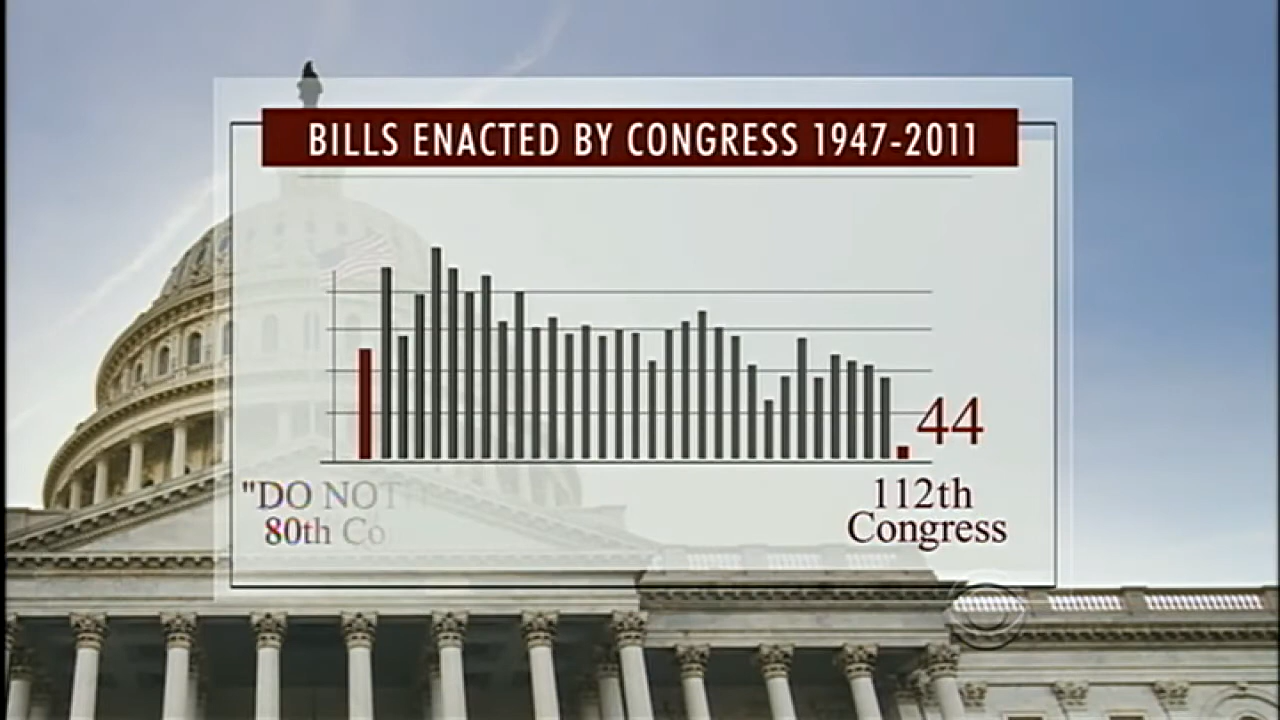 BILLS ENACTED BY CONGRESS 1947-2011
44
"DO NOT
80th Co
112th
Congress